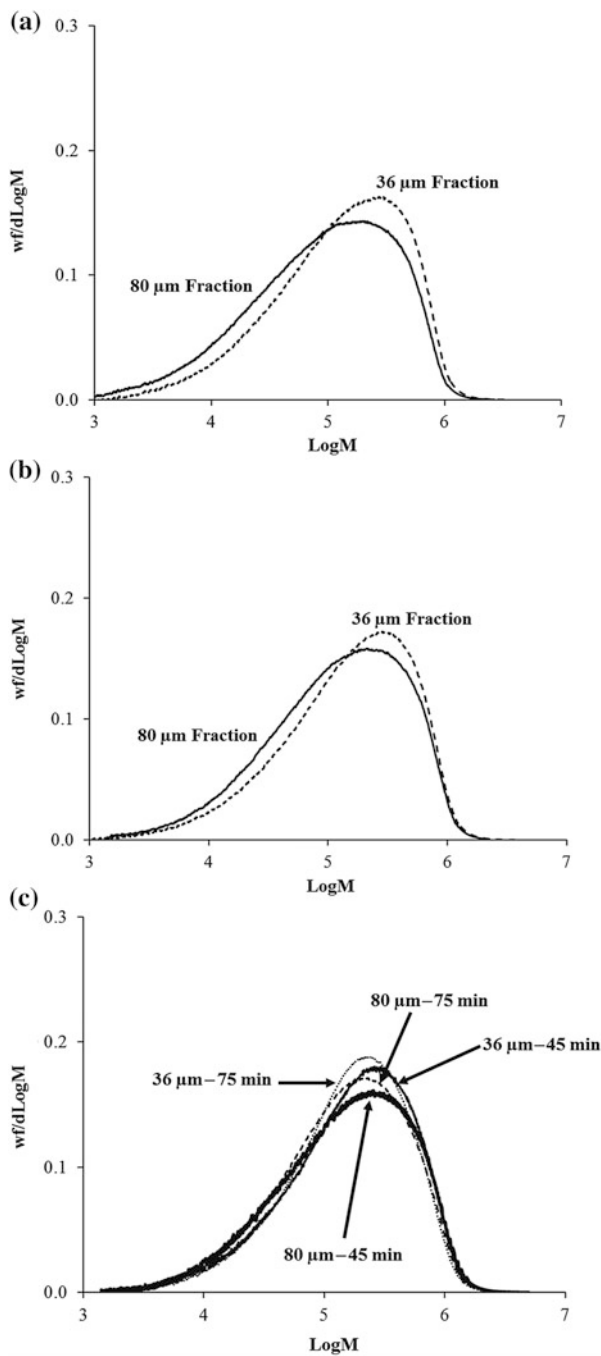 (a)
0.3
0.2
0.1
0.0
wf/dLogM
36 µm Fraction
80 µm Fraction
3 4 5 6 7
LogM
(b)
0.3
0.2
0.1
0.0
wf/dLogM
36 µm Fraction
80 µm Fraction
3 4 5 6 7
LogM
(c)
0.3
0.2
0.1
0.0
wf/dLogM
80 µm–75 min
36 µm–75 min
36 µm–45 min
80 µm–45 min
3 4 5 6 7
LogM